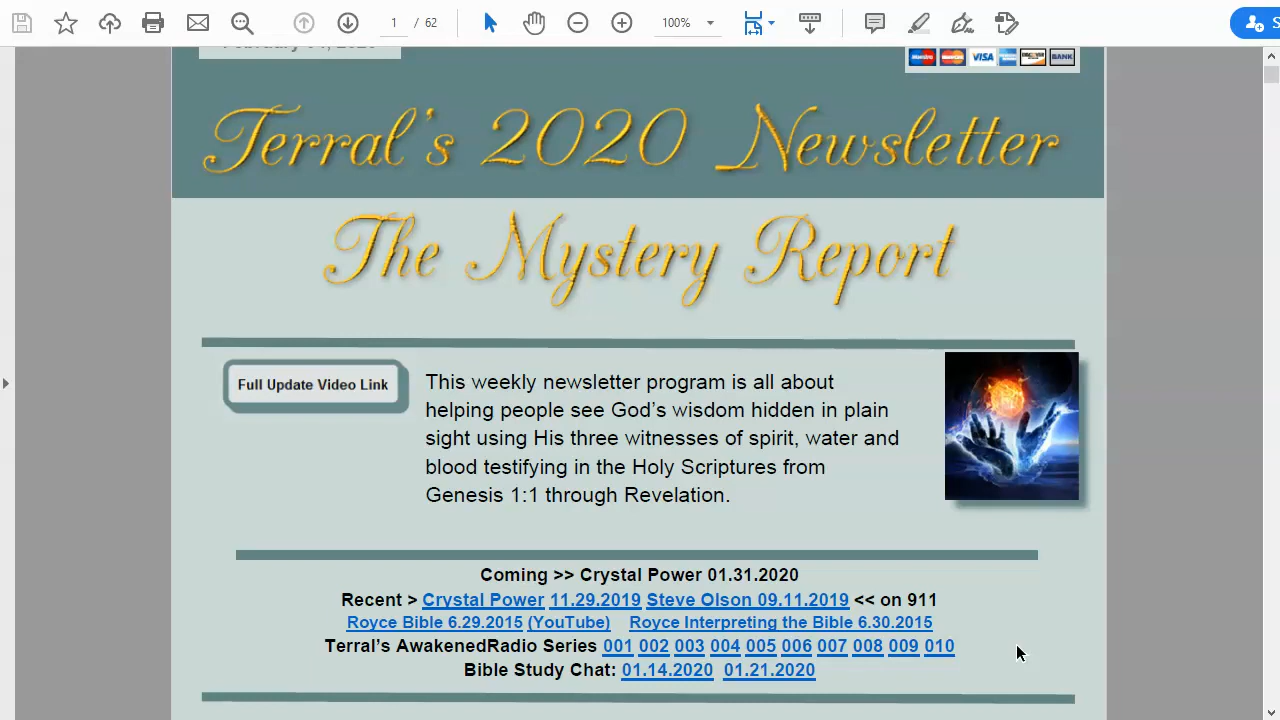 1 / 62
100%
S
MasterCard VISA BANK
Terral's 2020 Newsletter
The Mystery Report
Full Update Video Link
This weekly newsletter program is all about
helping people see God's wisdom hidden in plain
sight using His three witnesses of spirit, water and
blood testifying in the Holy Scriptures from
Genesis 1:1 through Revelation.
Coming >> Crystal Power 01.31.2020
Recent > Crystal Power 11.29.2019 Steve Olson 09.11.2019 << on 911
Royce Bible 6.29.2015 (YouTube) Royce Interpreting the Bible 6.30.2015
Terral's AwakenedRadio Series 001 002 003 004 005 006 007 008 009 010
Bible Study Chat: 01.14.2020 01.21.2020